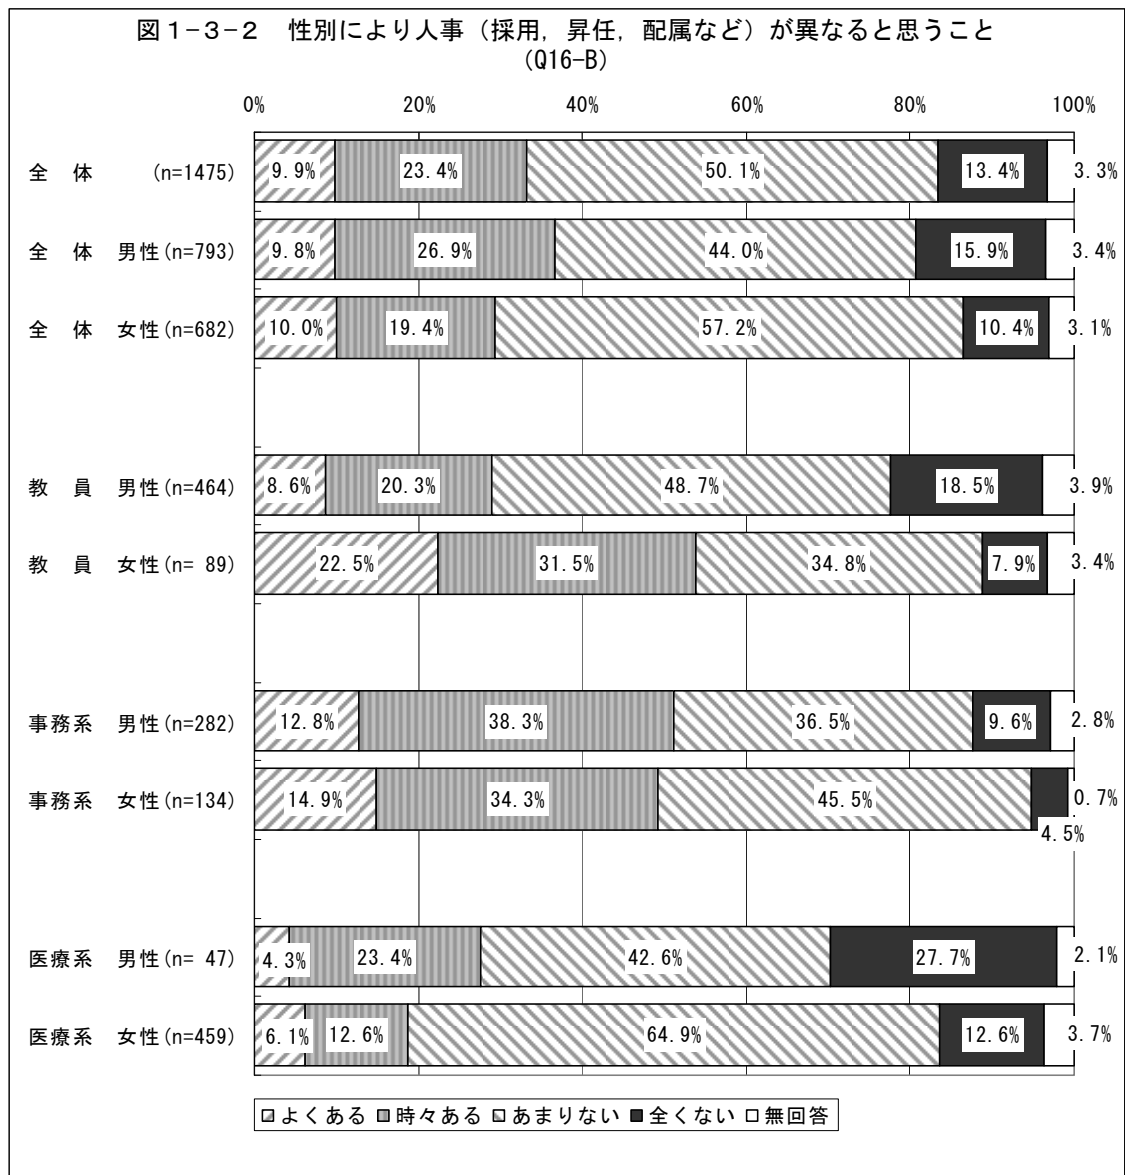 図1-3-2　性別により人事（採用，昇任，配属など）が異なると思うこと
（Q16-B）
0% 20% 40% 60% 80% 100%
全　体　　(n=1475) 9.9% 23.4% 50.1% 13.4% 3.3%
全　体　男性(n=793) 9.8% 26.9% 44.0% 15.9% 3.4%
全　体　女性(n=682) 10.0% 19.4% 57.2% 10.4% 3.1%
教　員　男性(n=464) 8.6% 20.3% 48.7% 18.5% 3.9%
教　員　女性(n= 89) 22.5% 31.5% 34.8% 7.9% 3.4%
事務系　男性(n=282) 12.8% 38.3% 36.5% 9.6% 2.8%
事務系　女性(n=134) 14.9% 34.3% 45.5% 4.5% 0.7%
医療系　男性(n= 47) 4.3% 23.4% 42.6% 27.7% 2.1%
医療系　女性(n=459) 6.1% 12.6% 64.9% 12.6% 3.7%
よくある 時々ある あまりない 全くない 無回答